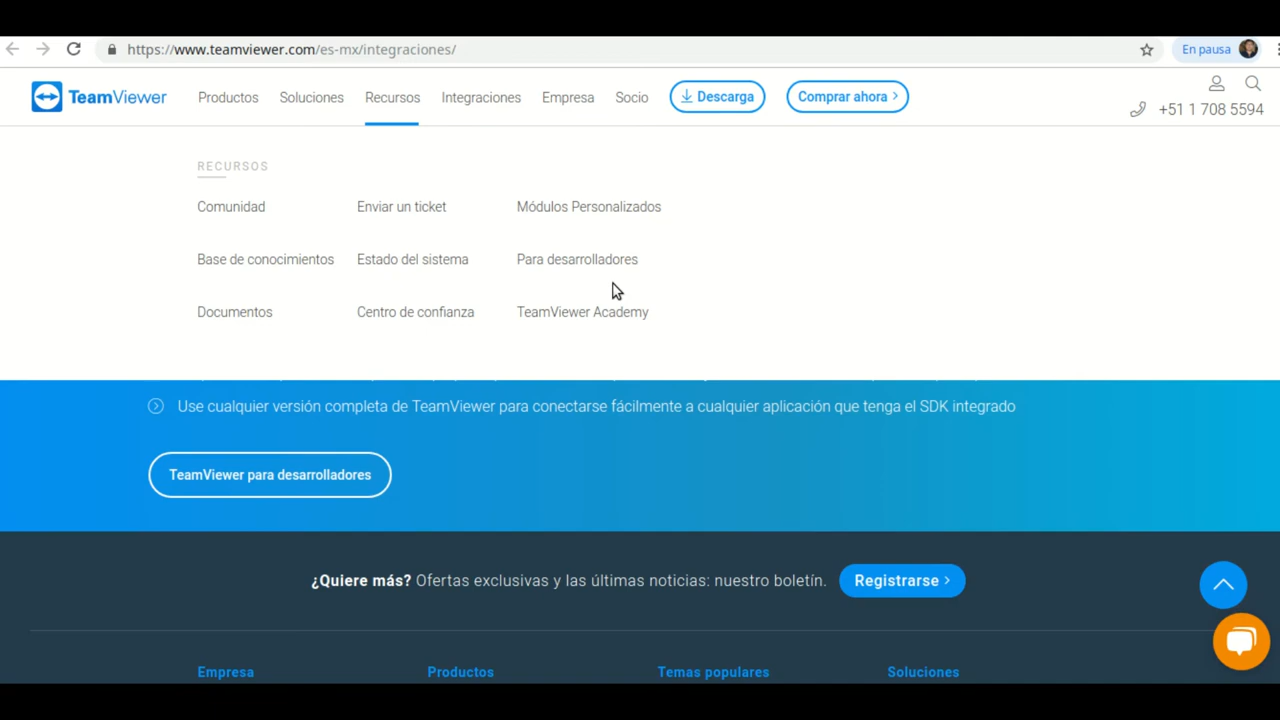 https://www.teamviewer.com/es-mx/integraciones/
En pausa
TeamViewer
Productos
Soluciones
Recursos
Integraciones
Empresa
Socio
Descarga
Comprar ahora
+51 1 708 5594
RECURSOS
Comunidad
Enviar un ticket
Módulos Personalizados
Base de conocimientos
Estado del sistema
Para desarrolladores
Documentos
Centro de confianza
TeamViewer Academy
Use cualquier versión completa de TeamViewer para conectarse fácilmente a cualquier aplicación que tenga el SDK integrado
TeamViewer para desarrolladores
¿Quiere más? Ofertas exclusivas y las últimas noticias: nuestro boletín.
Registrarse
Empresa
Productos
Temas populares
Soluciones